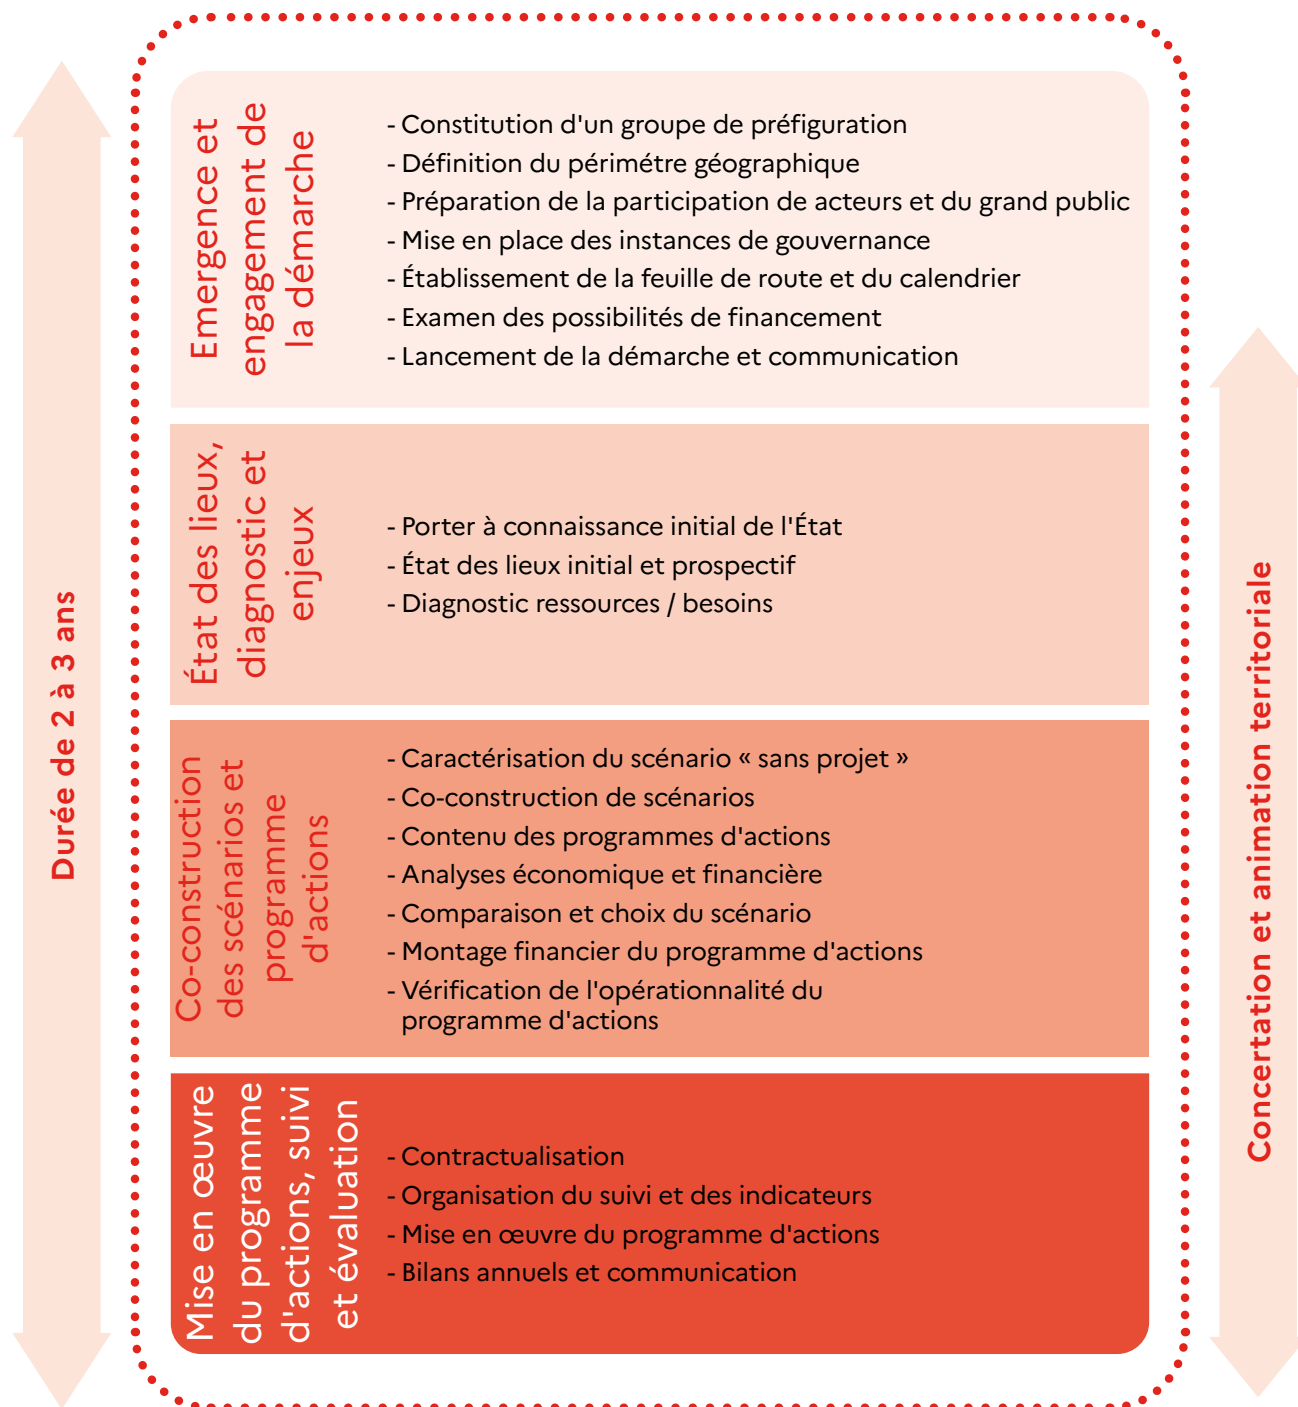 Durée de 2 à 3 ans
Emergence et
engagement de
la démarche
- Constitution d'un groupe de préfiguration
- Définition du périmétre géographique
- Préparation de la participation de acteurs et du grand public
- Mise en place des instances de gouvernance
- Établissement de la feuille de route et du calendrier
- Examen des possibilités de financement
- Lancement de la démarche et communication
État des lieux,
diagnostic et
enjeux
- Porter à connaissance initial de l'État
- État des lieux initial et prospectif
- Diagnostic ressources / besoins
Co-construction
des scénarios et
programme
d'actions
- Caractérisation du scénario « sans projet »
- Co-construction de scénarios
- Contenu des programmes d'actions
- Analyses économique et financière
- Comparaison et choix du scénario
- Montage financier du programme d'actions
- Vérification de l'opérationnalité du
programme d'actions
Mise en œuvre
du programme
d'actions, suivi
et évaluation
- Contractualisation
- Organisation du suivi et des indicateurs
- Mise en œuvre du programme d'actions
- Bilans annuels et communication
Concertation et animation territoriale